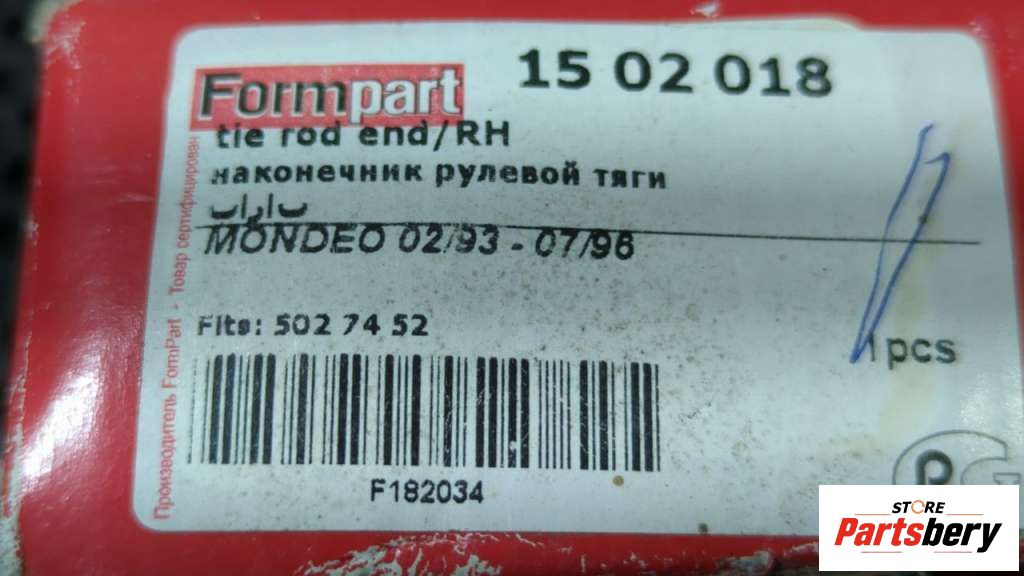 Formpart
15 02 018
tie rod end/RH
наконечник рулевой тяги
باراب
MONDEO 02/93 - 07/96
Fits: 502 74 52
1 pcs
F182034
Производитель FormPart - Товар сертифицирован
STORE
Partsbery